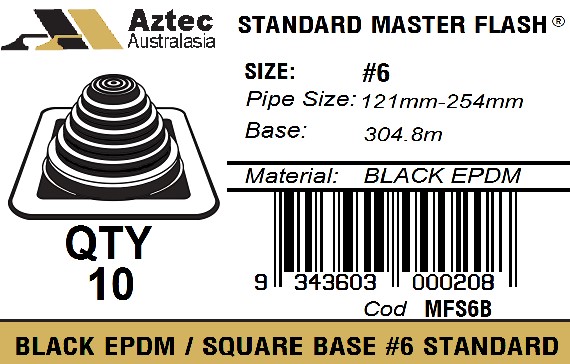 Aztec
Australasia
STANDARD MASTER FLASH®
SIZE: #6
Pipe Size: 121mm-254mm
Base: 304.8m
Material: BLACK EPDM
QTY
10
9 343603 000208
Cod MFS6B
BLACK EPDM / SQUARE BASE #6 STANDARD